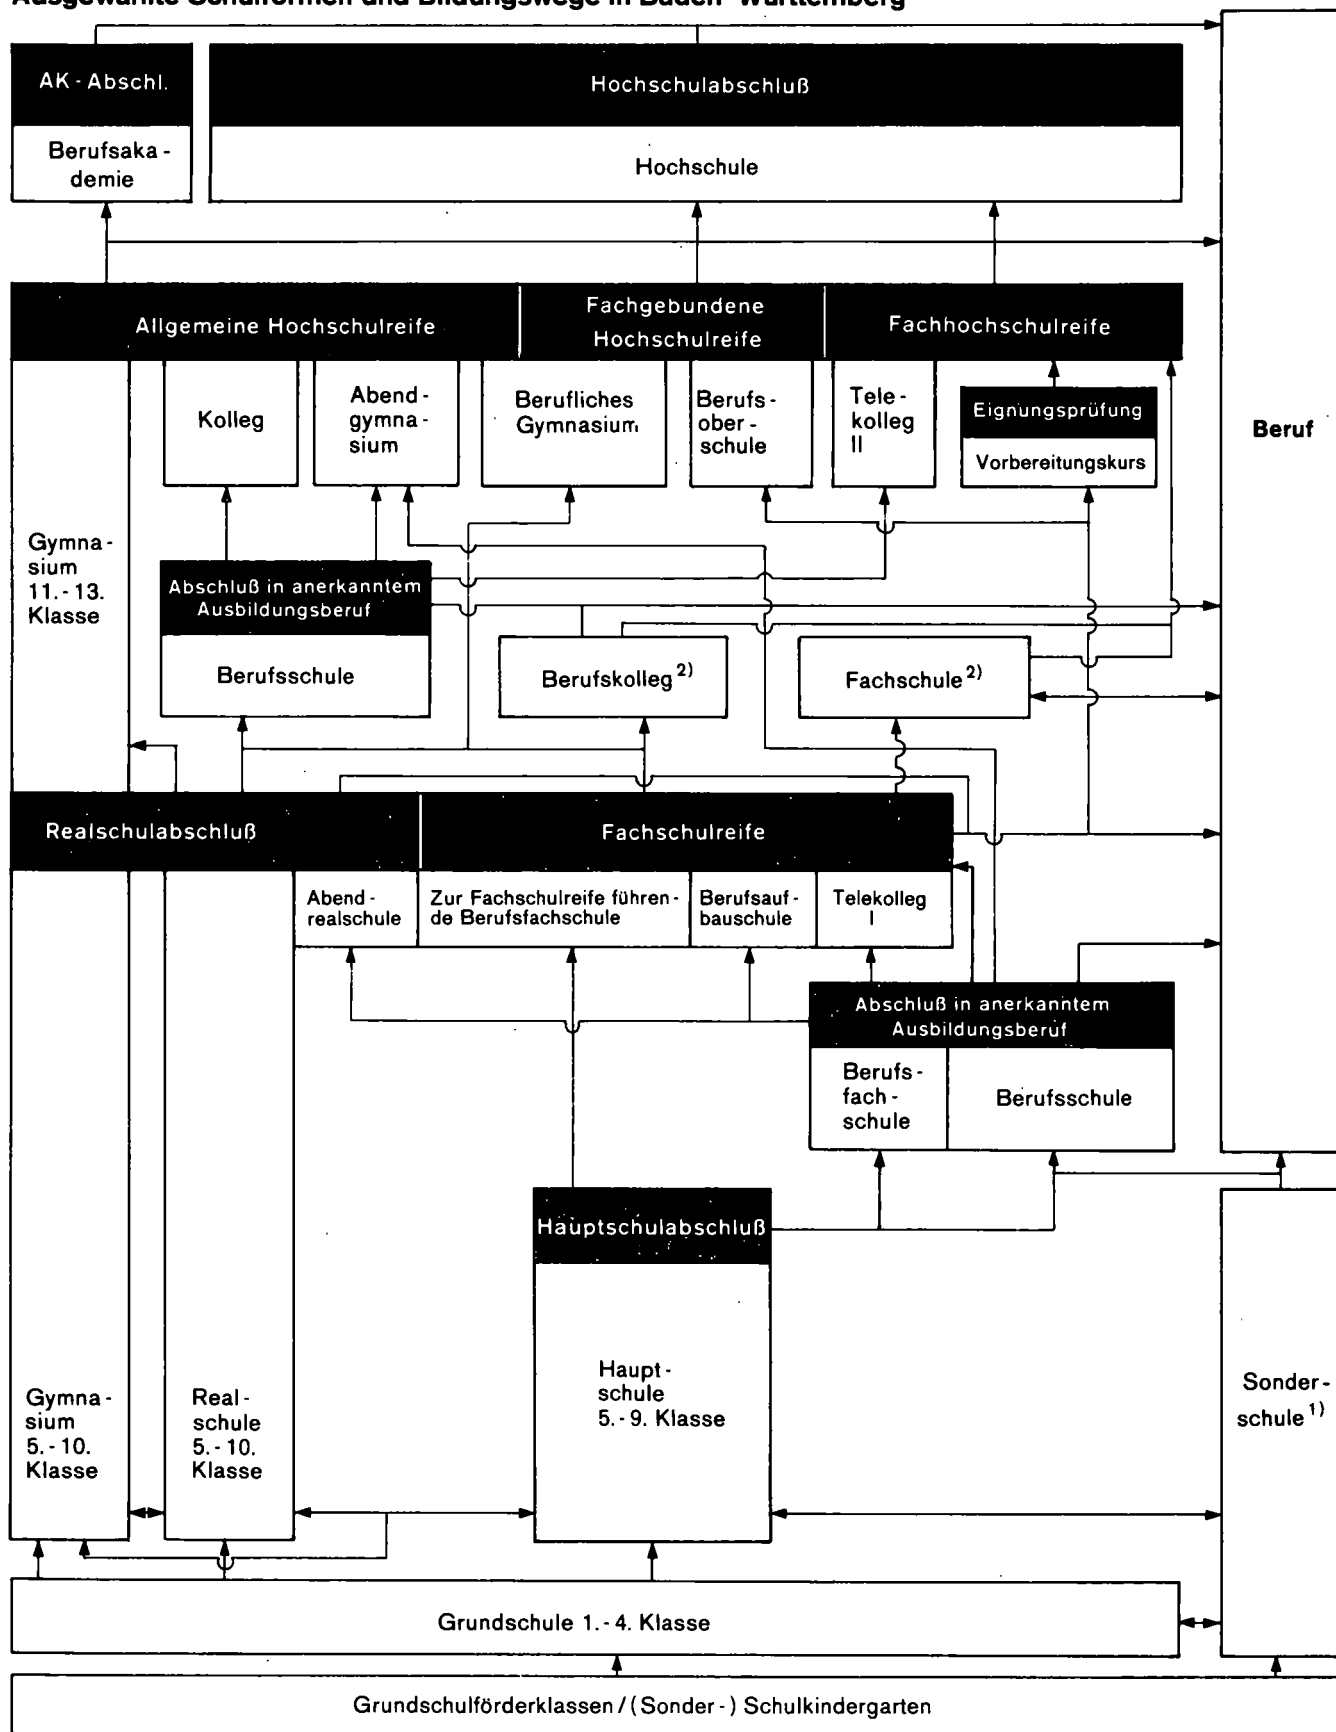 Ausgewählte Schulformen und Bildungswege in Baden-Württemberg
AK - Abschl.
Hochschulabschluß
Berufsaka -
demie
Hochschule
Allgemeine Hochschulreife
Fachgebundene
Hochschulreife
Fachhochschulreife
Kolleg
Abend-
gymna -
sium
Berufliches
Gymnasium
Berufs -
ober -
schule
Tele -
kolleg
II
Eignungsprüfung
Vorbereitungskurs
Beruf
Gymna -
sium
11. - 13.
Klasse
Abschluß in anerkanntem
Ausbildungsberuf
Berufsschule
Berufskolleg 2)
Fachschule 2)
Realschulabschluß
Fachschulreife
Abend -
realschule
Zur Fachschulreife führen -
de Berufsfachschule
Berufsauf -
bauschule
Telekolleg
I
Abschluß in anerkanntem
Ausbildungsberuf
Berufs -
fach -
schule
Berufsschule
Hauptschulabschluß
Haupt -
schule
5. - 9. Klasse
Gymna -
sium
5. - 10.
Klasse
Real -
schule
5. - 10.
Klasse
Sonder -
schule 1)
Grundschule 1. - 4. Klasse
Grundschulförderklassen / (Sonder - ) Schulkindergarten